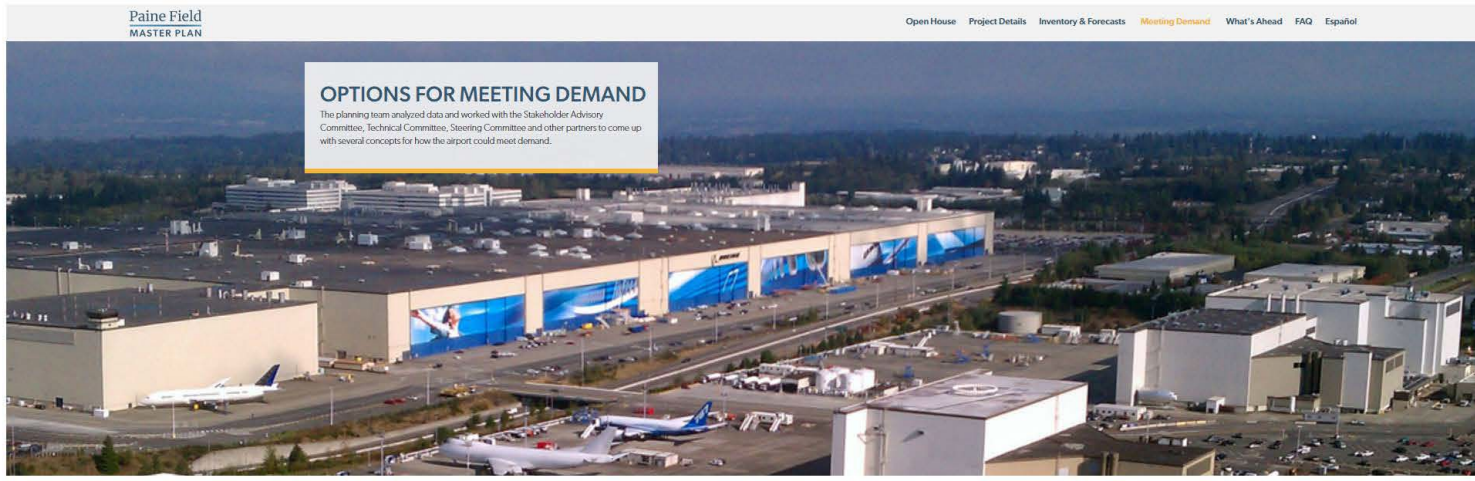 Paine Field
MASTER PLAN
Open House Project Details Inventory & Forecasts Meeting Demand What's Ahead FAQ Español
OPTIONS FOR MEETING DEMAND
The planning team analyzed data and worked with the Stakeholder Advisory
Committee, Technical Committee, Steering Committee and other partners to come up
with several concepts for how the airport could meet demand.
BOEING